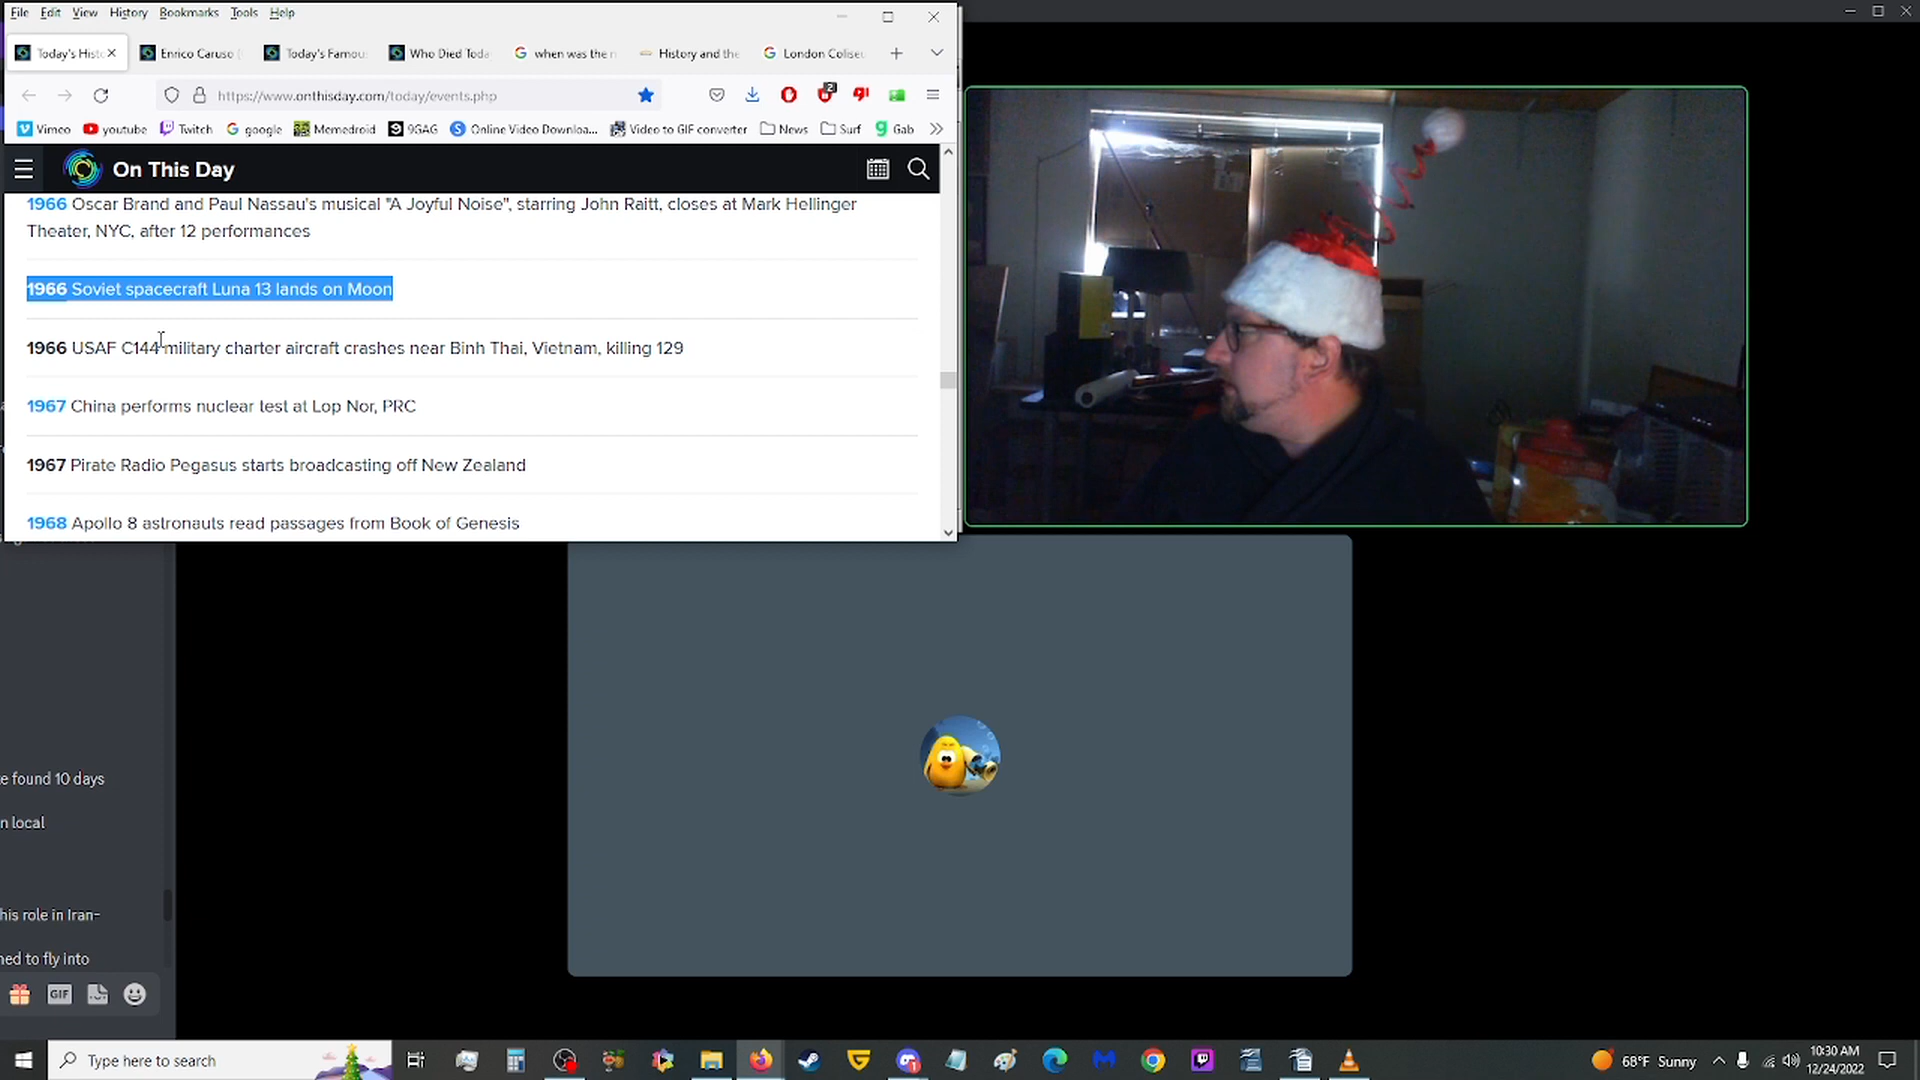 File Edit View History Bookmarks Tools Help
Today's Hist
Enrico Caruso (
Today's Famou
Who Died Toda
when was the n
History and the
London Coliseu
https://www.onthisday.com/today/events.php
2
Vimeo youtube Twitch google Memedroid 9GAG Online Video Downloa... Video to GIF converter News Surf Gab
On This Day
1966 Oscar Brand and Paul Nassau's musical "A Joyful Noise", starring John Raitt, closes at Mark Hellinger
Theater, NYC, after 12 performances
1966 Soviet spacecraft Luna 13 lands on Moon
1966 USAF C144 military charter aircraft crashes near Binh Thai, Vietnam, killing 129
1967 China performs nuclear test at Lop Nor, PRC
1967 Pirate Radio Pegasus starts broadcasting off New Zealand
1968 Apollo 8 astronauts read passages from Book of Genesis
e found 10 days
n local
his role in Iran-
ned to fly into
GIF
Type here to search
68°F Sunny
10:30 AM
12/24/2022